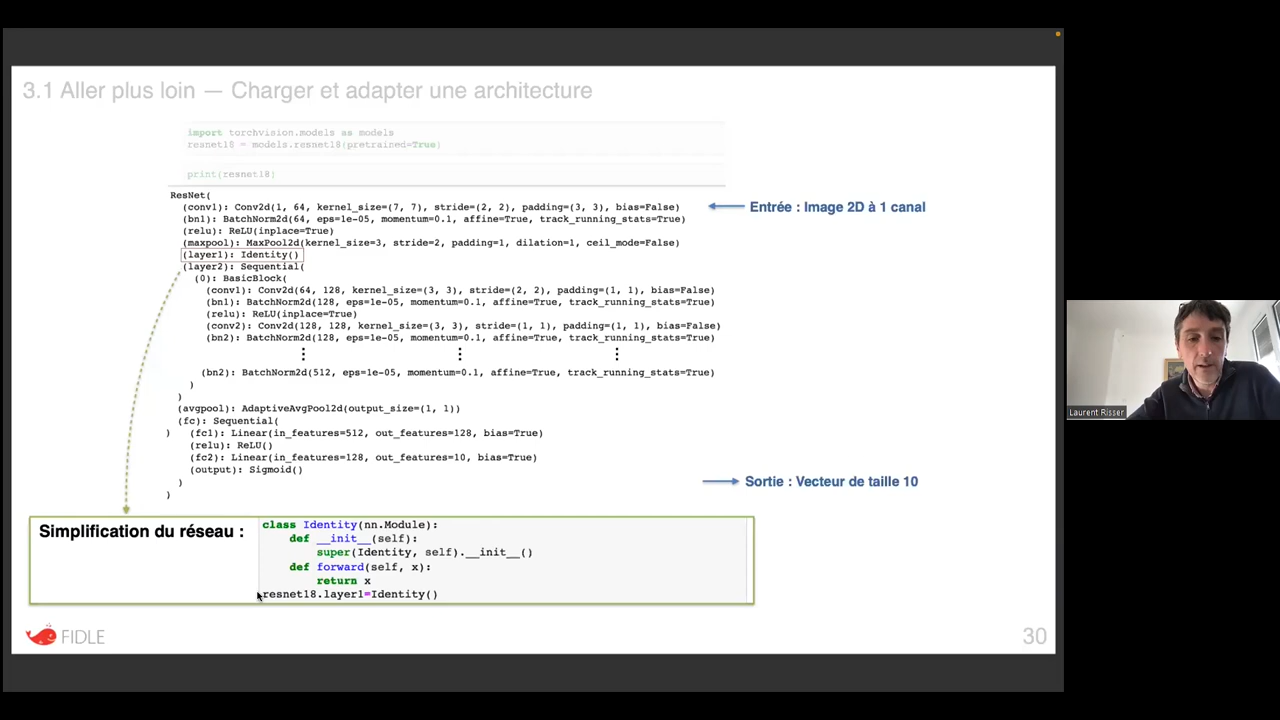 3.1 Aller plus loin — Charger et adapter une architecture
import torchvision.models as models
resnet18 = models.resnet18(pretrained=True)
print(resnet18)
ResNet(
(conv1): Conv2d(1, 64, kernel_size=(7, 7), stride=(2, 2), padding=(3, 3), bias=False)
Entrée : Image 2D à 1 canal
(bn1): BatchNorm2d(64, eps=1e-05, momentum=0.1, affine=True, track_running_stats=True)
(relu): ReLU(inplace=True)
(maxpool): MaxPool2d(kernel_size=3, stride=2, padding=1, dilation=1, ceil_mode=False)
(layer1): Identity()
(layer2): Sequential(
(0): BasicBlock(
(conv1): Conv2d(64, 128, kernel_size=(3, 3), stride=(2, 2), padding=(1, 1), bias=False)
(bn1): BatchNorm2d(128, eps=1e-05, momentum=0.1, affine=True, track_running_stats=True)
(relu): ReLU(inplace=True)
(conv2): Conv2d(128, 128, kernel_size=(3, 3), stride=(1, 1), padding=(1, 1), bias=False)
(bn2): BatchNorm2d(128, eps=1e-05, momentum=0.1, affine=True, track_running_stats=True)
(bn2): BatchNorm2d(512, eps=1e-05, momentum=0.1, affine=True, track_running_stats=True)
)
)
(avgpool): AdaptiveAvgPool2d(output_size=(1, 1))
(fc): Sequential(
) (fc1): Linear(in_features=512, out_features=128, bias=True)
(relu): ReLU()
(fc2): Linear(in_features=128, out_features=10, bias=True)
(output): Sigmoid()
)
)
Sortie : Vecteur de taille 10
Simplification du réseau :
class Identity(nn.Module):
def __init__(self):
super(Identity, self).__init__()
def forward(self, x):
return x
resnet18.layer1=Identity()
FIDLE
30
Laurent Risser